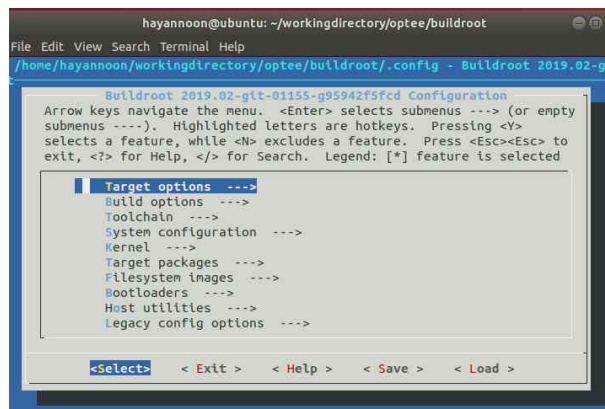 hayannoon@ubuntu: ~/workingdirectory/optee/buildroot
File Edit View Search Terminal Help
/home/hayannoon/workingdirectory/optee/buildroot/.config - Buildroot 2019.02-g
t
Buildroot 2019.02-git-01155-g95942f5fcd Configuration
Arrow keys navigate the menu. <Enter> selects submenus ---> (or empty
submenus ----). Highlighted letters are hotkeys. Pressing <Y>
selects a feature, while <N> excludes a feature. Press <Esc><Esc> to
exit, <?> for Help, </> for Search. Legend: [*] feature is selected
Target options --->
Build options --->
Toolchain --->
System configuration --->
Kernel --->
Target packages --->
Filesystem images --->
Bootloaders --->
Host utilities --->
Legacy config options --->
<Select> < Exit > < Help > < Save > < Load >